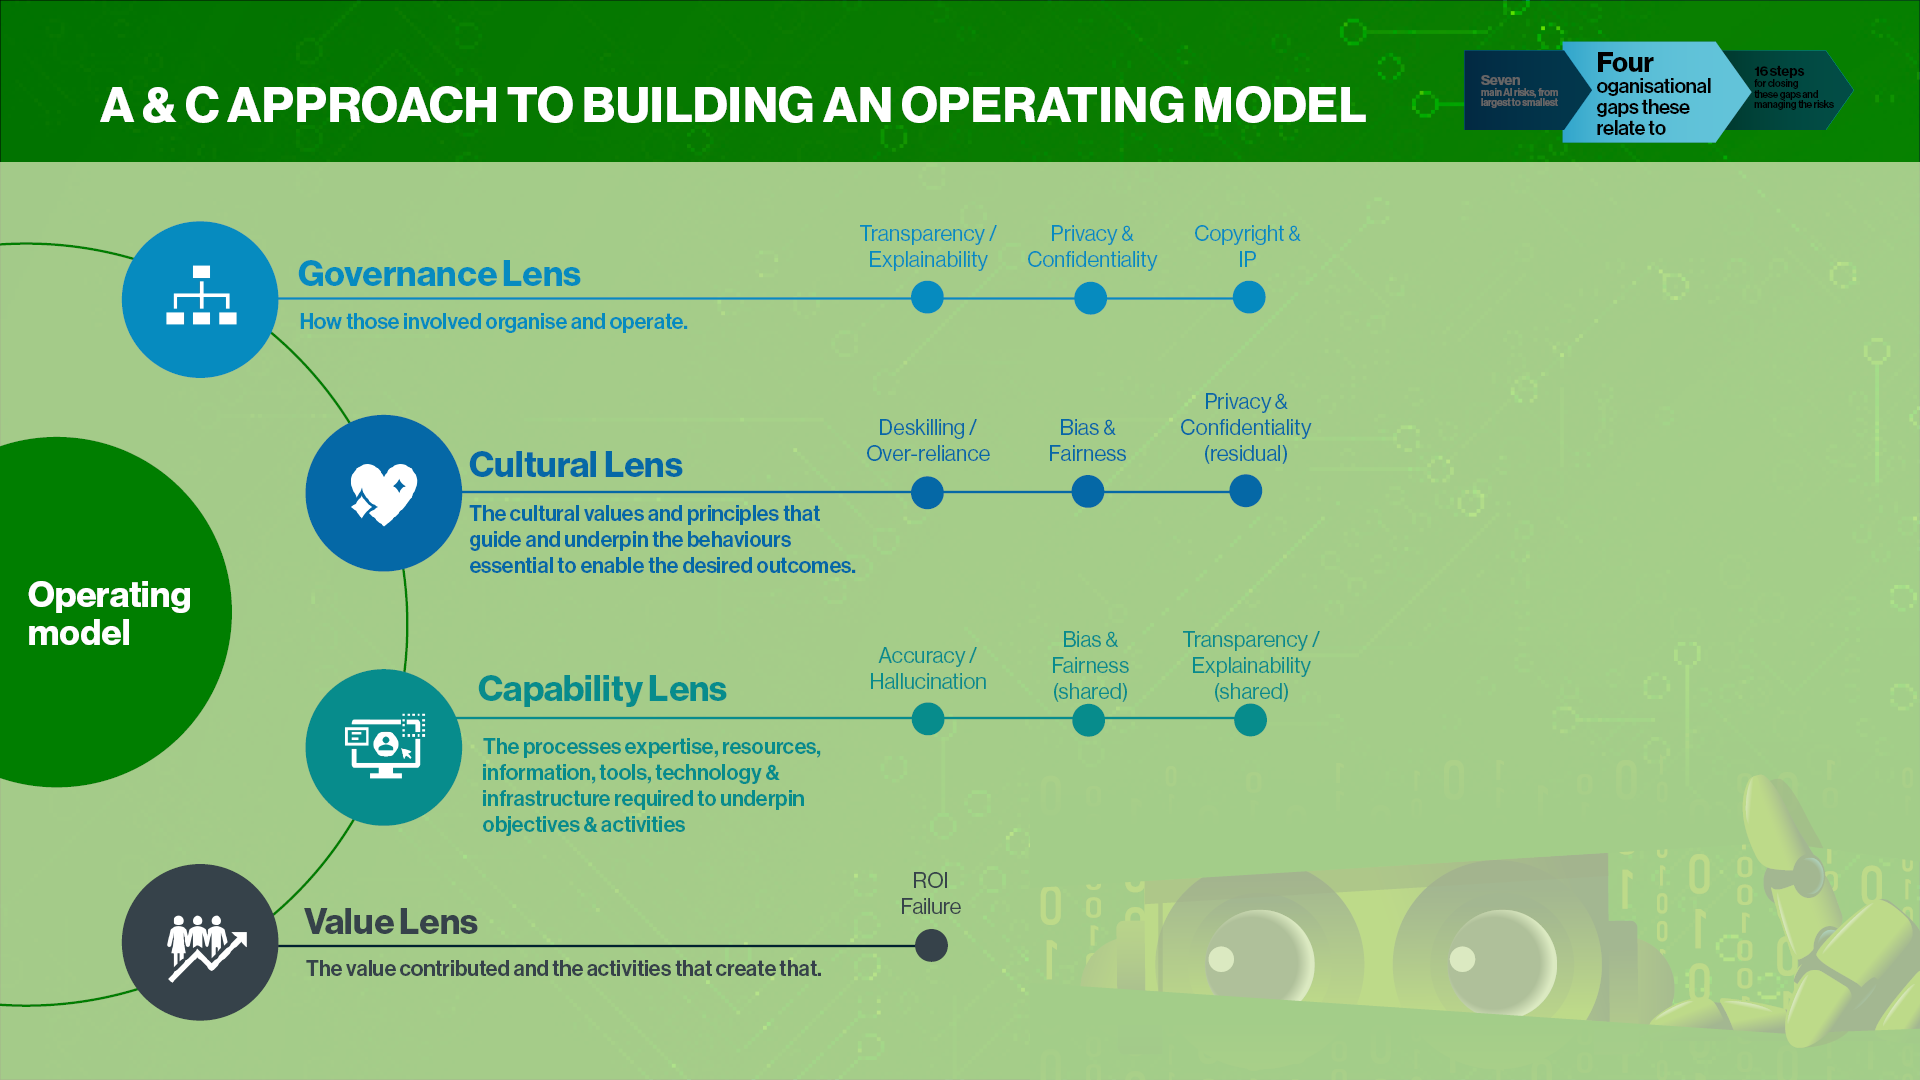 A & C APPROACH TO BUILDING AN OPERATING MODEL
Seven
main AI risks, from
largest to smallest
Four
oganisational
gaps these
relate to
16 steps
for closing
these gaps and
managing the risks
Operating
model
Governance Lens
How those involved organise and operate.
Transparency /
Explainability
Privacy &
Confidentiality
Copyright &
IP
Cultural Lens
The cultural values and principles that
guide and underpin the behaviours
essential to enable the desired outcomes.
Deskilling /
Over-reliance
Bias &
Fairness
Privacy &
Confidentiality
(residual)
Capability Lens
The processes expertise, resources,
information, tools, technology &
infrastructure required to underpin
objectives & activities
Accuracy /
Hallucination
Bias &
Fairness
(shared)
Transparency /
Explainability
(shared)
Value Lens
The value contributed and the activities that create that.
ROI
Failure